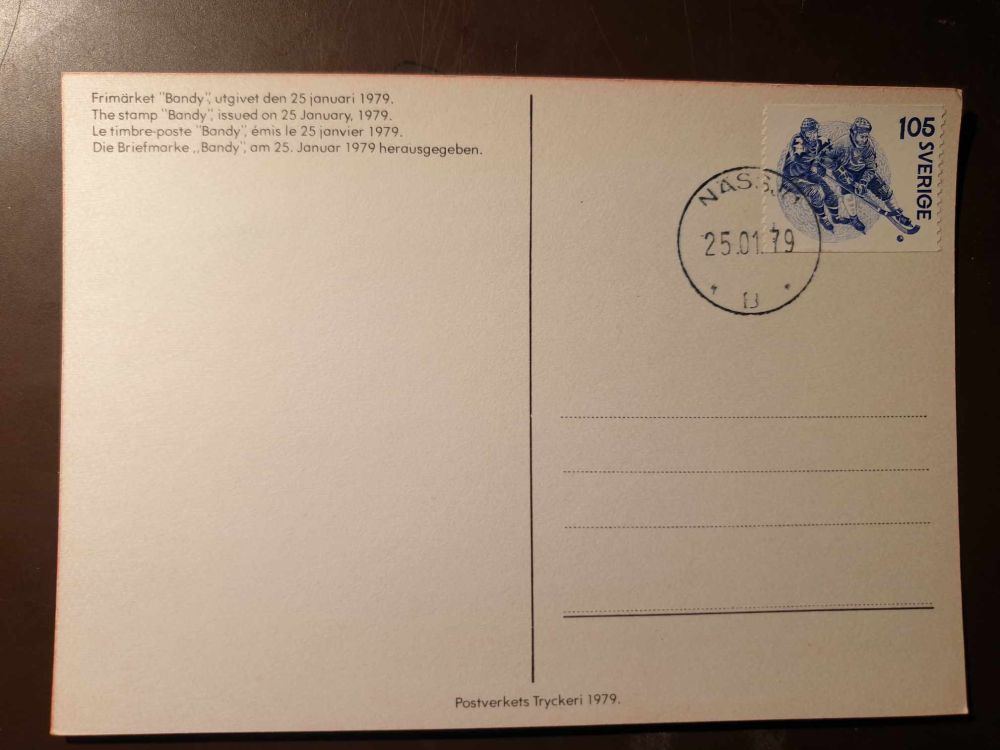 Frimärket "Bandy", utgivet den 25 januari 1979.
The stamp "Bandy", issued on 25 January, 1979.
Le timbre-poste "Bandy", émis le 25 janvier 1979.
Die Briefmarke „Bandy", am 25. Januar 1979 herausgegeben.
105
SVERIGE
25.01.79
B
Postverkets Tryckeri 1979.